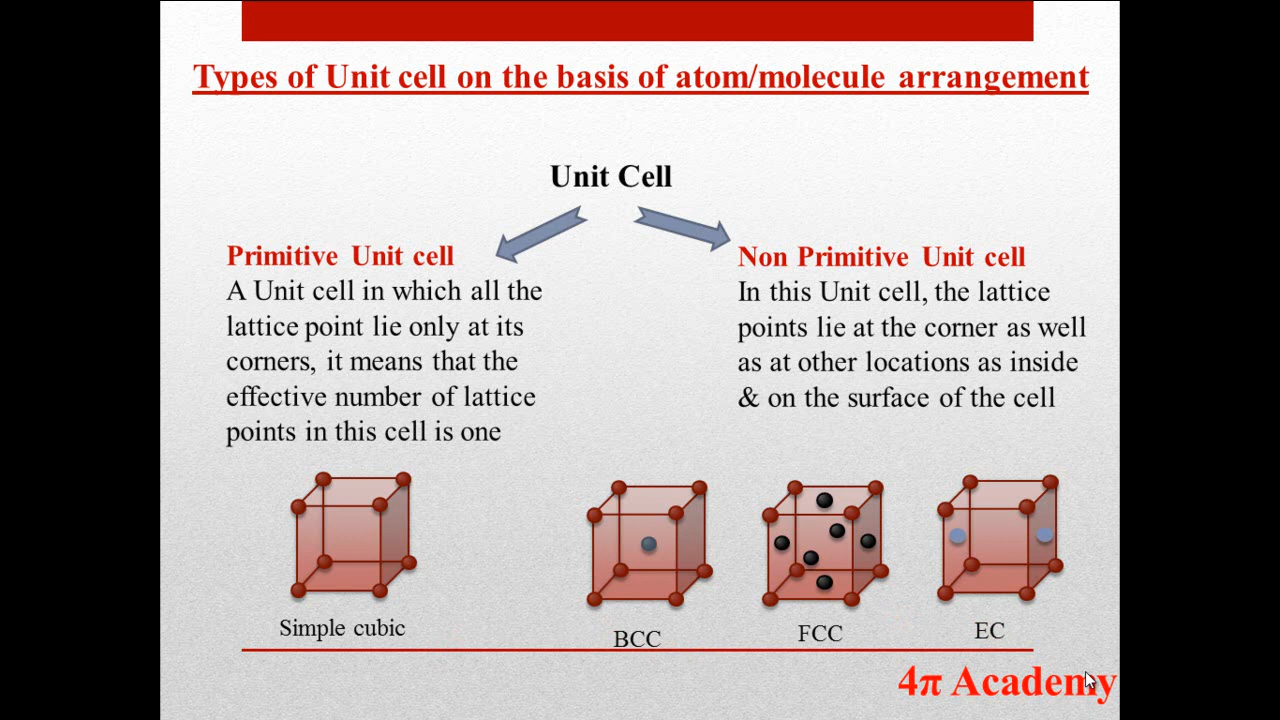 Types of Unit cell on the basis of atom/molecule arrangement
Unit Cell
Primitive Unit cell
A Unit cell in which all the
lattice point lie only at its
corners, it means that the
effective number of lattice
points in this cell is one
Non Primitive Unit cell
In this Unit cell, the lattice
points lie at the corner as well
as at other locations as inside
& on the surface of the cell
Simple cubic
BCC
FCC
EC
4π Academy